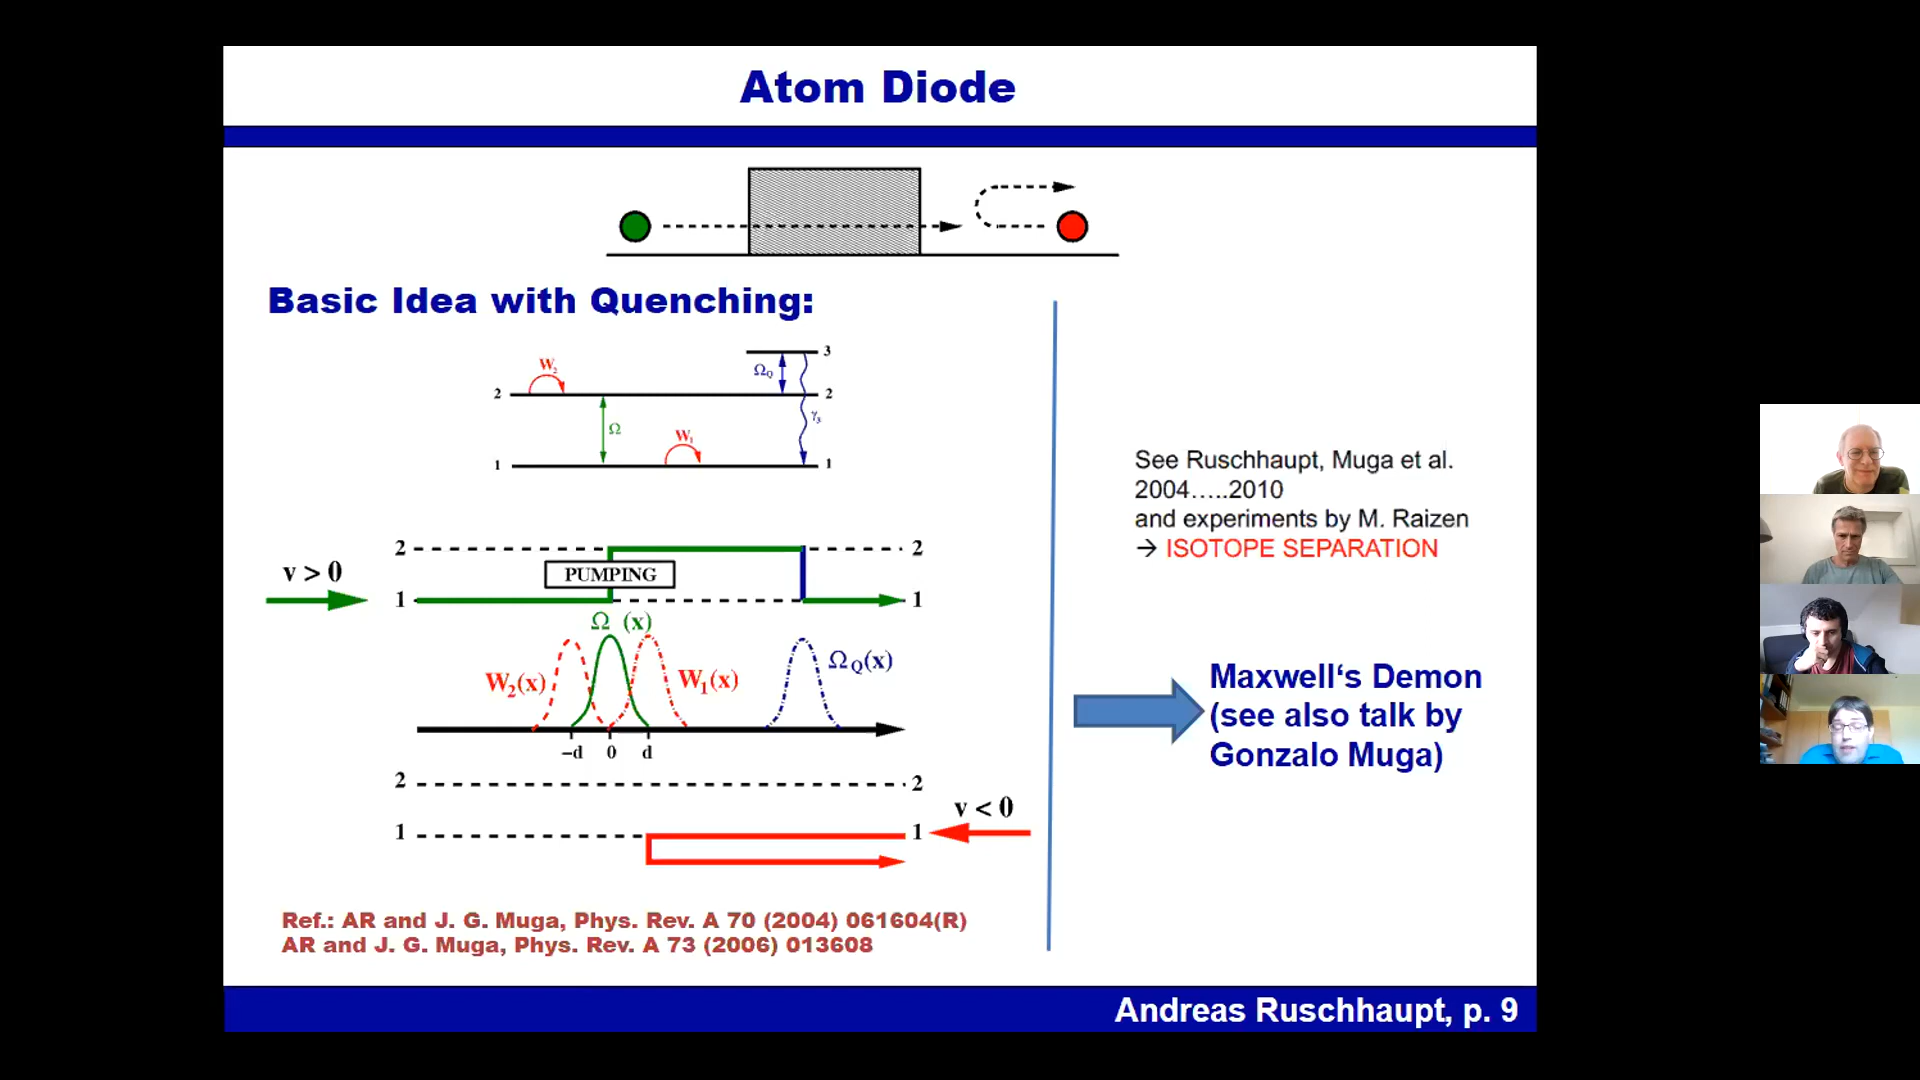 Atom Diode
Basic Idea with Quenching:
3
W2
ΩQ
2
2
Ω
γ3
W1
1
1
2
2
v > 0
PUMPING
1
1
Ω (x)
W2(x)
W1(x)
ΩQ(x)
−d
0
d
2
2
v < 0
1
1
Ref.: AR and J. G. Muga, Phys. Rev. A 70 (2004) 061604(R)
AR and J. G. Muga, Phys. Rev. A 73 (2006) 013608
See Ruschhaupt, Muga et al.
2004…..2010
and experiments by M. Raizen
→ ISOTOPE SEPARATION
Maxwell‘s Demon
(see also talk by
Gonzalo Muga)
Andreas Ruschhaupt, p. 9